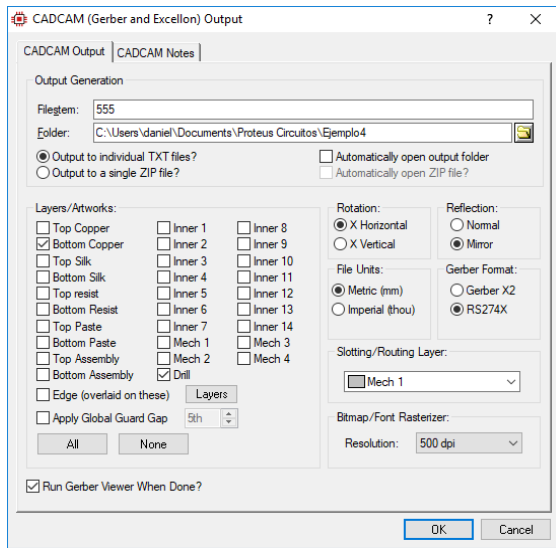 CADCAM (Gerber and Excellon) Output ? X
CADCAM Output CADCAM Notes
Output Generation
Filestem: 555
Folder: C:\Users\daniel\Documents\Proteus Circuitos\Ejemplo4
Output to individual TXT files? Automatically open output folder
Output to a single ZIP file? Automatically open ZIP file?
Layers/Artworks: Rotation: Reflection:
Top Copper Inner 1 Inner 8 X Horizontal Normal
Bottom Copper Inner 2 Inner 9 X Vertical Mirror
Top Silk Inner 3 Inner 10
Bottom Silk Inner 4 Inner 11 File Units: Gerber Format:
Top resist Inner 5 Inner 12 Metric (mm) Gerber X2
Bottom Resist Inner 6 Inner 13 Imperial (thou) RS274X
Top Paste Inner 7 Inner 14
Bottom Paste Mech 1 Mech 3
Top Assembly Mech 2 Mech 4 Slotting/Routing Layer:
Bottom Assembly Drill Mech 1
Edge (overlaid on these) Layers
Apply Global Guard Gap 5th Bitmap/Font Rasterizer:
All None Resolution: 500 dpi
Run Gerber Viewer When Done?
OK Cancel